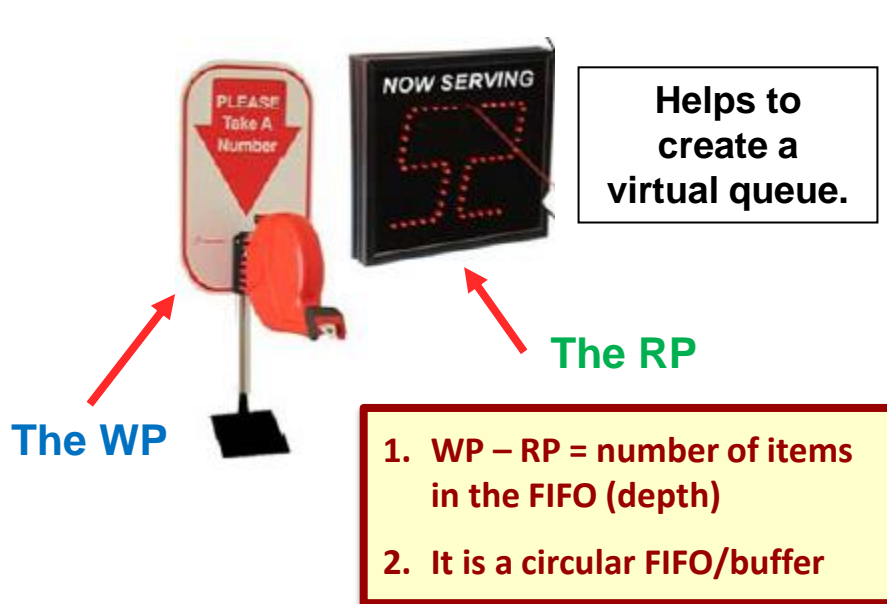 PLEASE
Take A
Number
NOW SERVING
52
Helps to
create a
virtual queue.
The RP
The WP
1. WP – RP = number of items
in the FIFO (depth)
2. It is a circular FIFO/buffer